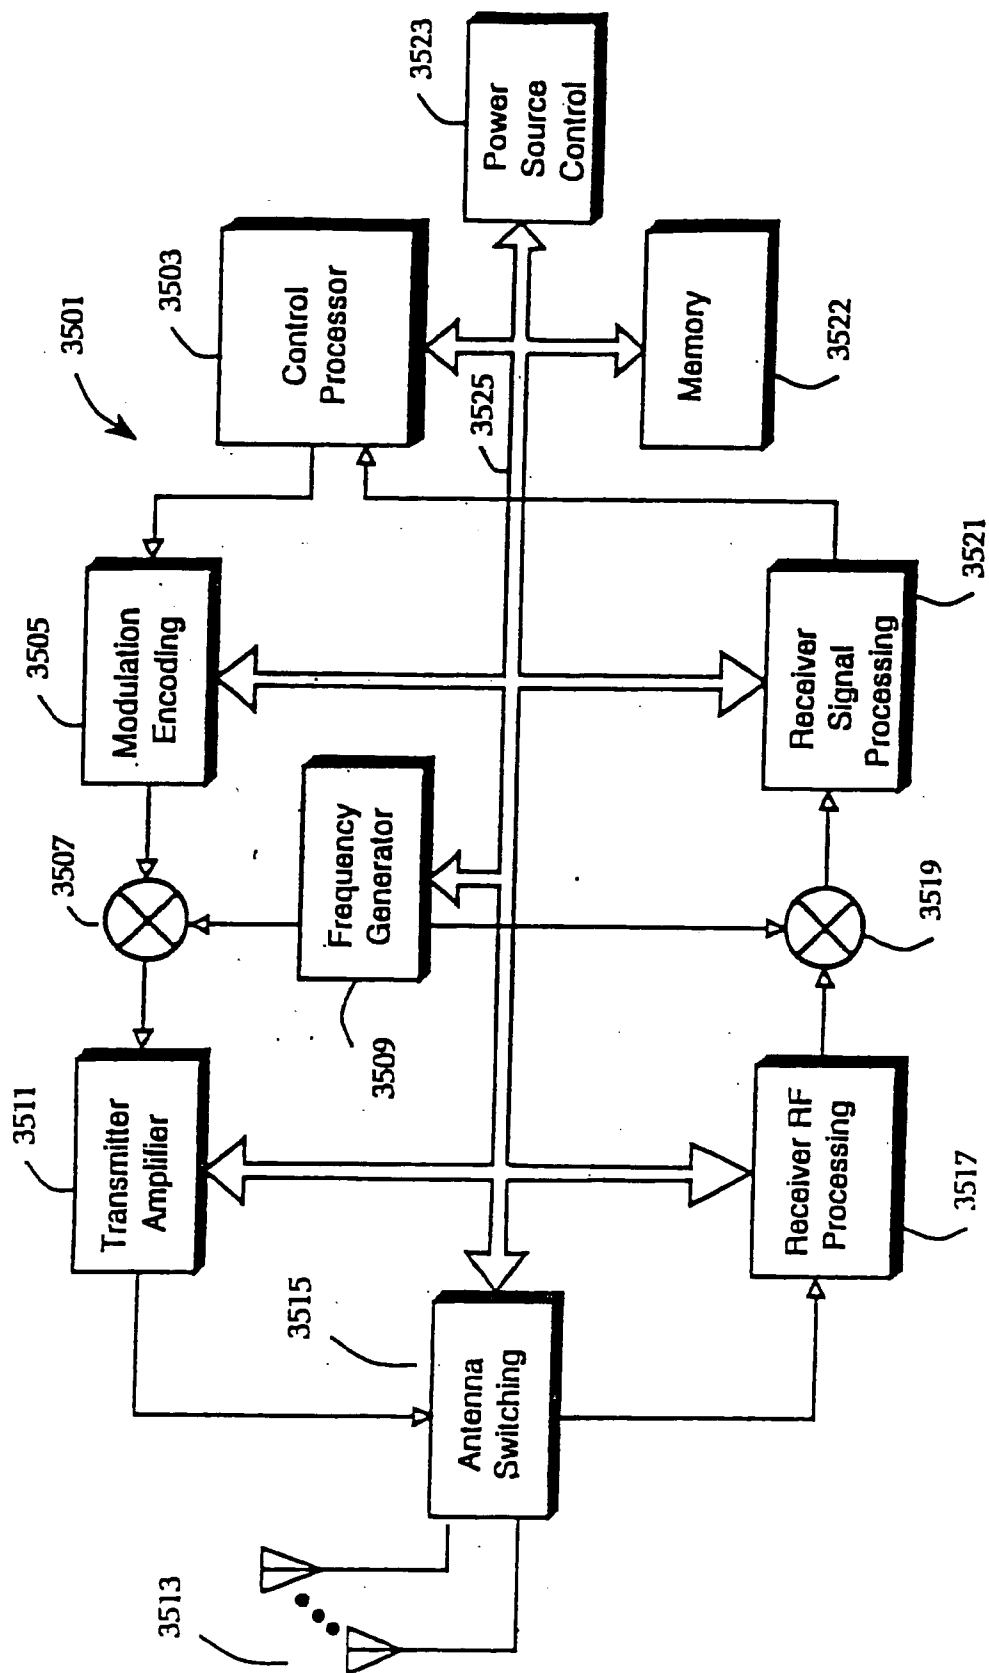 3501
3511
Transmitter
Amplifier
3507
3505
Modulation
Encoding
3503
Control
Processor
3523
Power
Source
Control
3513
3515
Antenna
Switching
3509
Frequency
Generator
3525
Memory
3522
Receiver RF
Processing
3517
3519
Receiver
Signal
Processing
3521